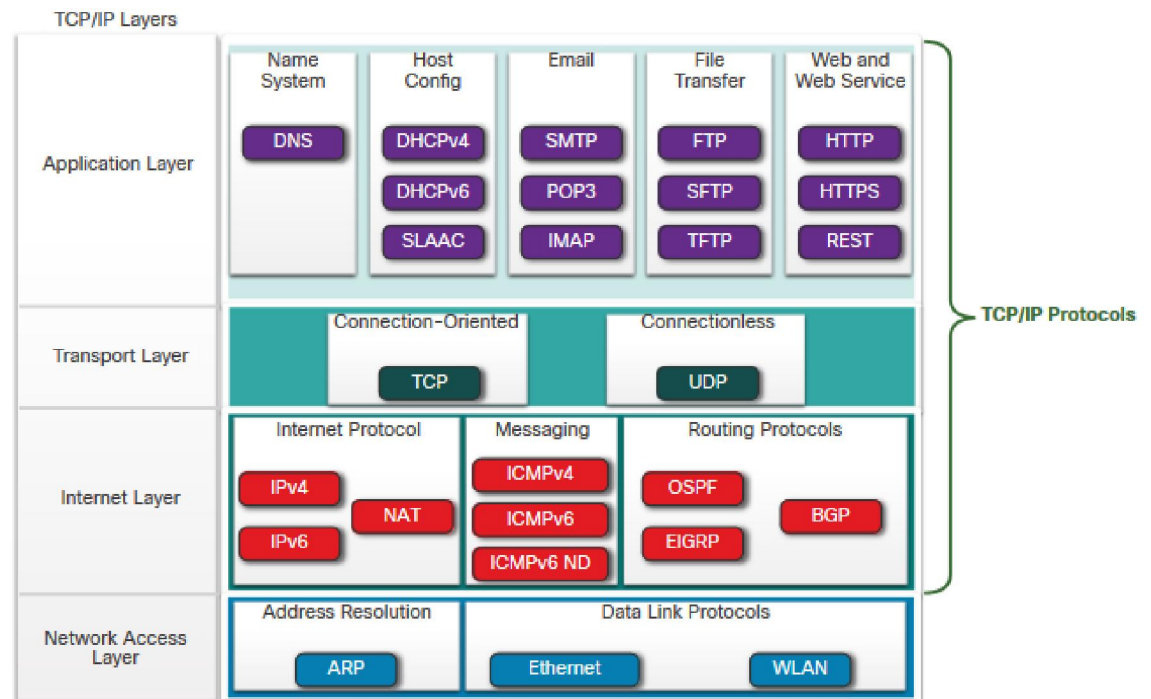 TCP/IP Layers
Application Layer
Name
System
DNS
Host
Config
DHCPv4
DHCPv6
SLAAC
Email
SMTP
POP3
IMAP
File
Transfer
FTP
SFTP
TFTP
Web and
Web Service
HTTP
HTTPS
REST
Transport Layer
Connection-Oriented
TCP
Connectionless
UDP
TCP/IP Protocols
Internet Layer
Internet Protocol
IPv4
NAT
IPv6
Messaging
ICMPv4
ICMPv6
ICMPv6 ND
Routing Protocols
OSPF
BGP
EIGRP
Network Access
Layer
Address Resolution
ARP
Data Link Protocols
Ethernet
WLAN